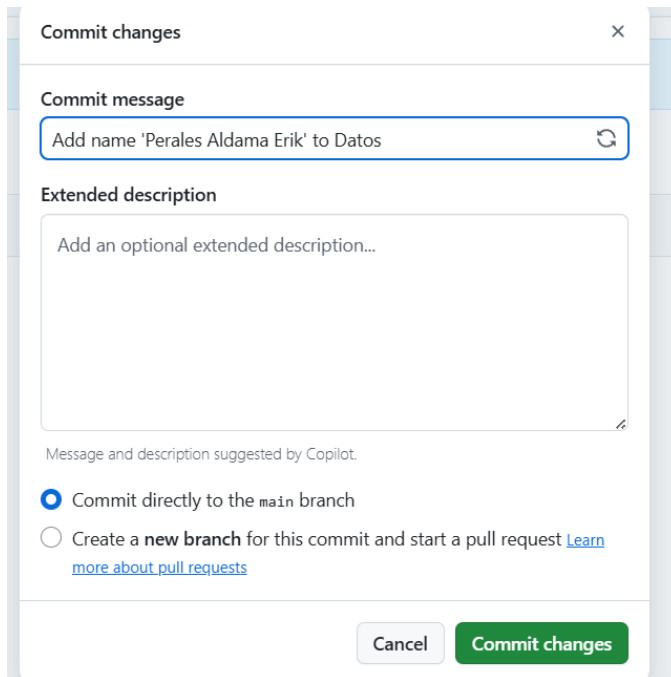 Commit changes
Commit message
Add name 'Perales Aldama Erik' to Datos
Extended description
Add an optional extended description...
Message and description suggested by Copilot.
Commit directly to the main branch
Create a new branch for this commit and start a pull request Learn
more about pull requests
Cancel Commit changes